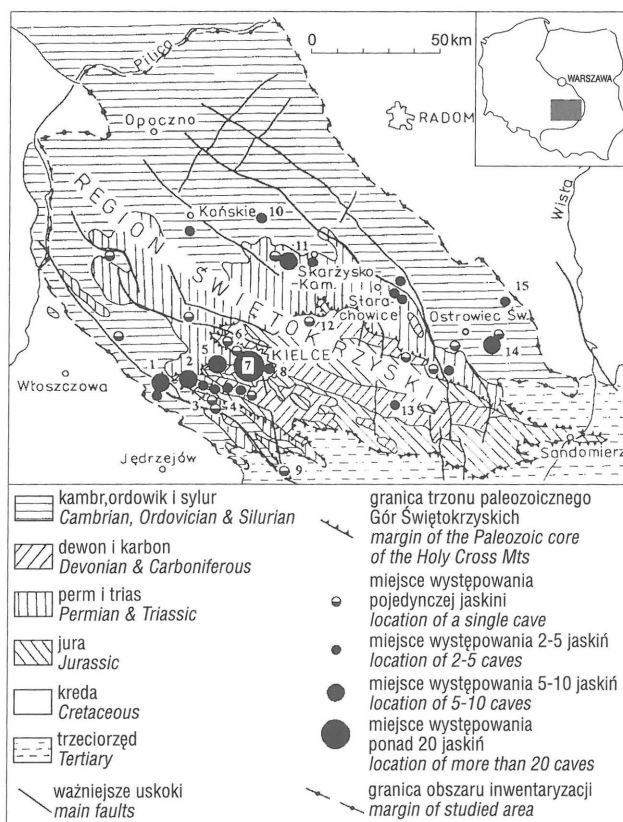 0
50 km
Pilica
WARSZAWA
Opoczno
RADOM
REGION ŚWIĘTOKRZYSKI
Wisła
Końskie
10
11
Skarżysko-
Kam.
Stara-
chowice
15
Ostrowiec Św.
12
14
6
5
KIELCE
7
8
Włoszczowa
1
2
3
4
13
Jędrzejów
9
Sandomierz
kambr,ordowik i sylur
Cambrian, Ordovician & Silurian
dewon i karbon
Devonian & Carboniferous
perm i trias
Permian & Triassic
jura
Jurassic
kreda
Cretaceous
trzeciorzęd
Tertiary
ważniejsze uskoki
main faults
granica trzonu paleozoicznego
Gór Świętokrzyskich
margin of the Paleozoic core
of the Holy Cross Mts
miejsce występowania
pojedynczej jaskini
location of a single cave
miejsce występowania 2-5 jaskiń
location of 2-5 caves
miejsce występowania 5-10 jaskiń
location of 5-10 caves
miejsce występowania
ponad 20 jaskiń
location of more than 20 caves
granica obszaru inwentaryzacji
margin of studied area